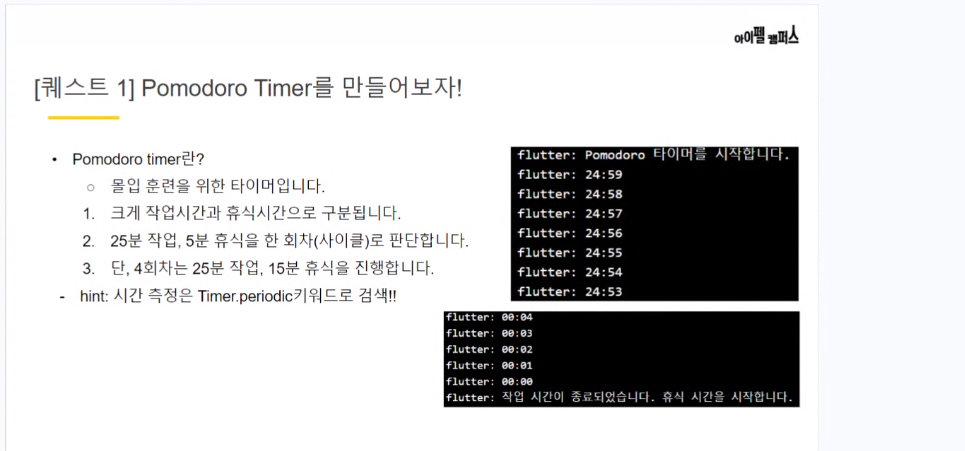 아이펠 캠퍼스
[퀘스트 1] Pomodoro Timer를 만들어보자!
• Pomodoro timer란?
○ 몰입 훈련을 위한 타이머입니다.
1. 크게 작업시간과 휴식시간으로 구분됩니다.
2. 25분 작업, 5분 휴식을 한 회차(사이클)로 판단합니다.
3. 단, 4회차는 25분 작업, 15분 휴식을 진행합니다.
- hint: 시간 측정은 Timer.periodic키워드로 검색!!
flutter: Pomodoro 타이머를 시작합니다.
flutter: 24:59
flutter: 24:58
flutter: 24:57
flutter: 24:56
flutter: 24:55
flutter: 24:54
flutter: 24:53
flutter: 00:04
flutter: 00:03
flutter: 00:02
flutter: 00:01
flutter: 00:00
flutter: 작업 시간이 종료되었습니다. 휴식 시간을 시작합니다.